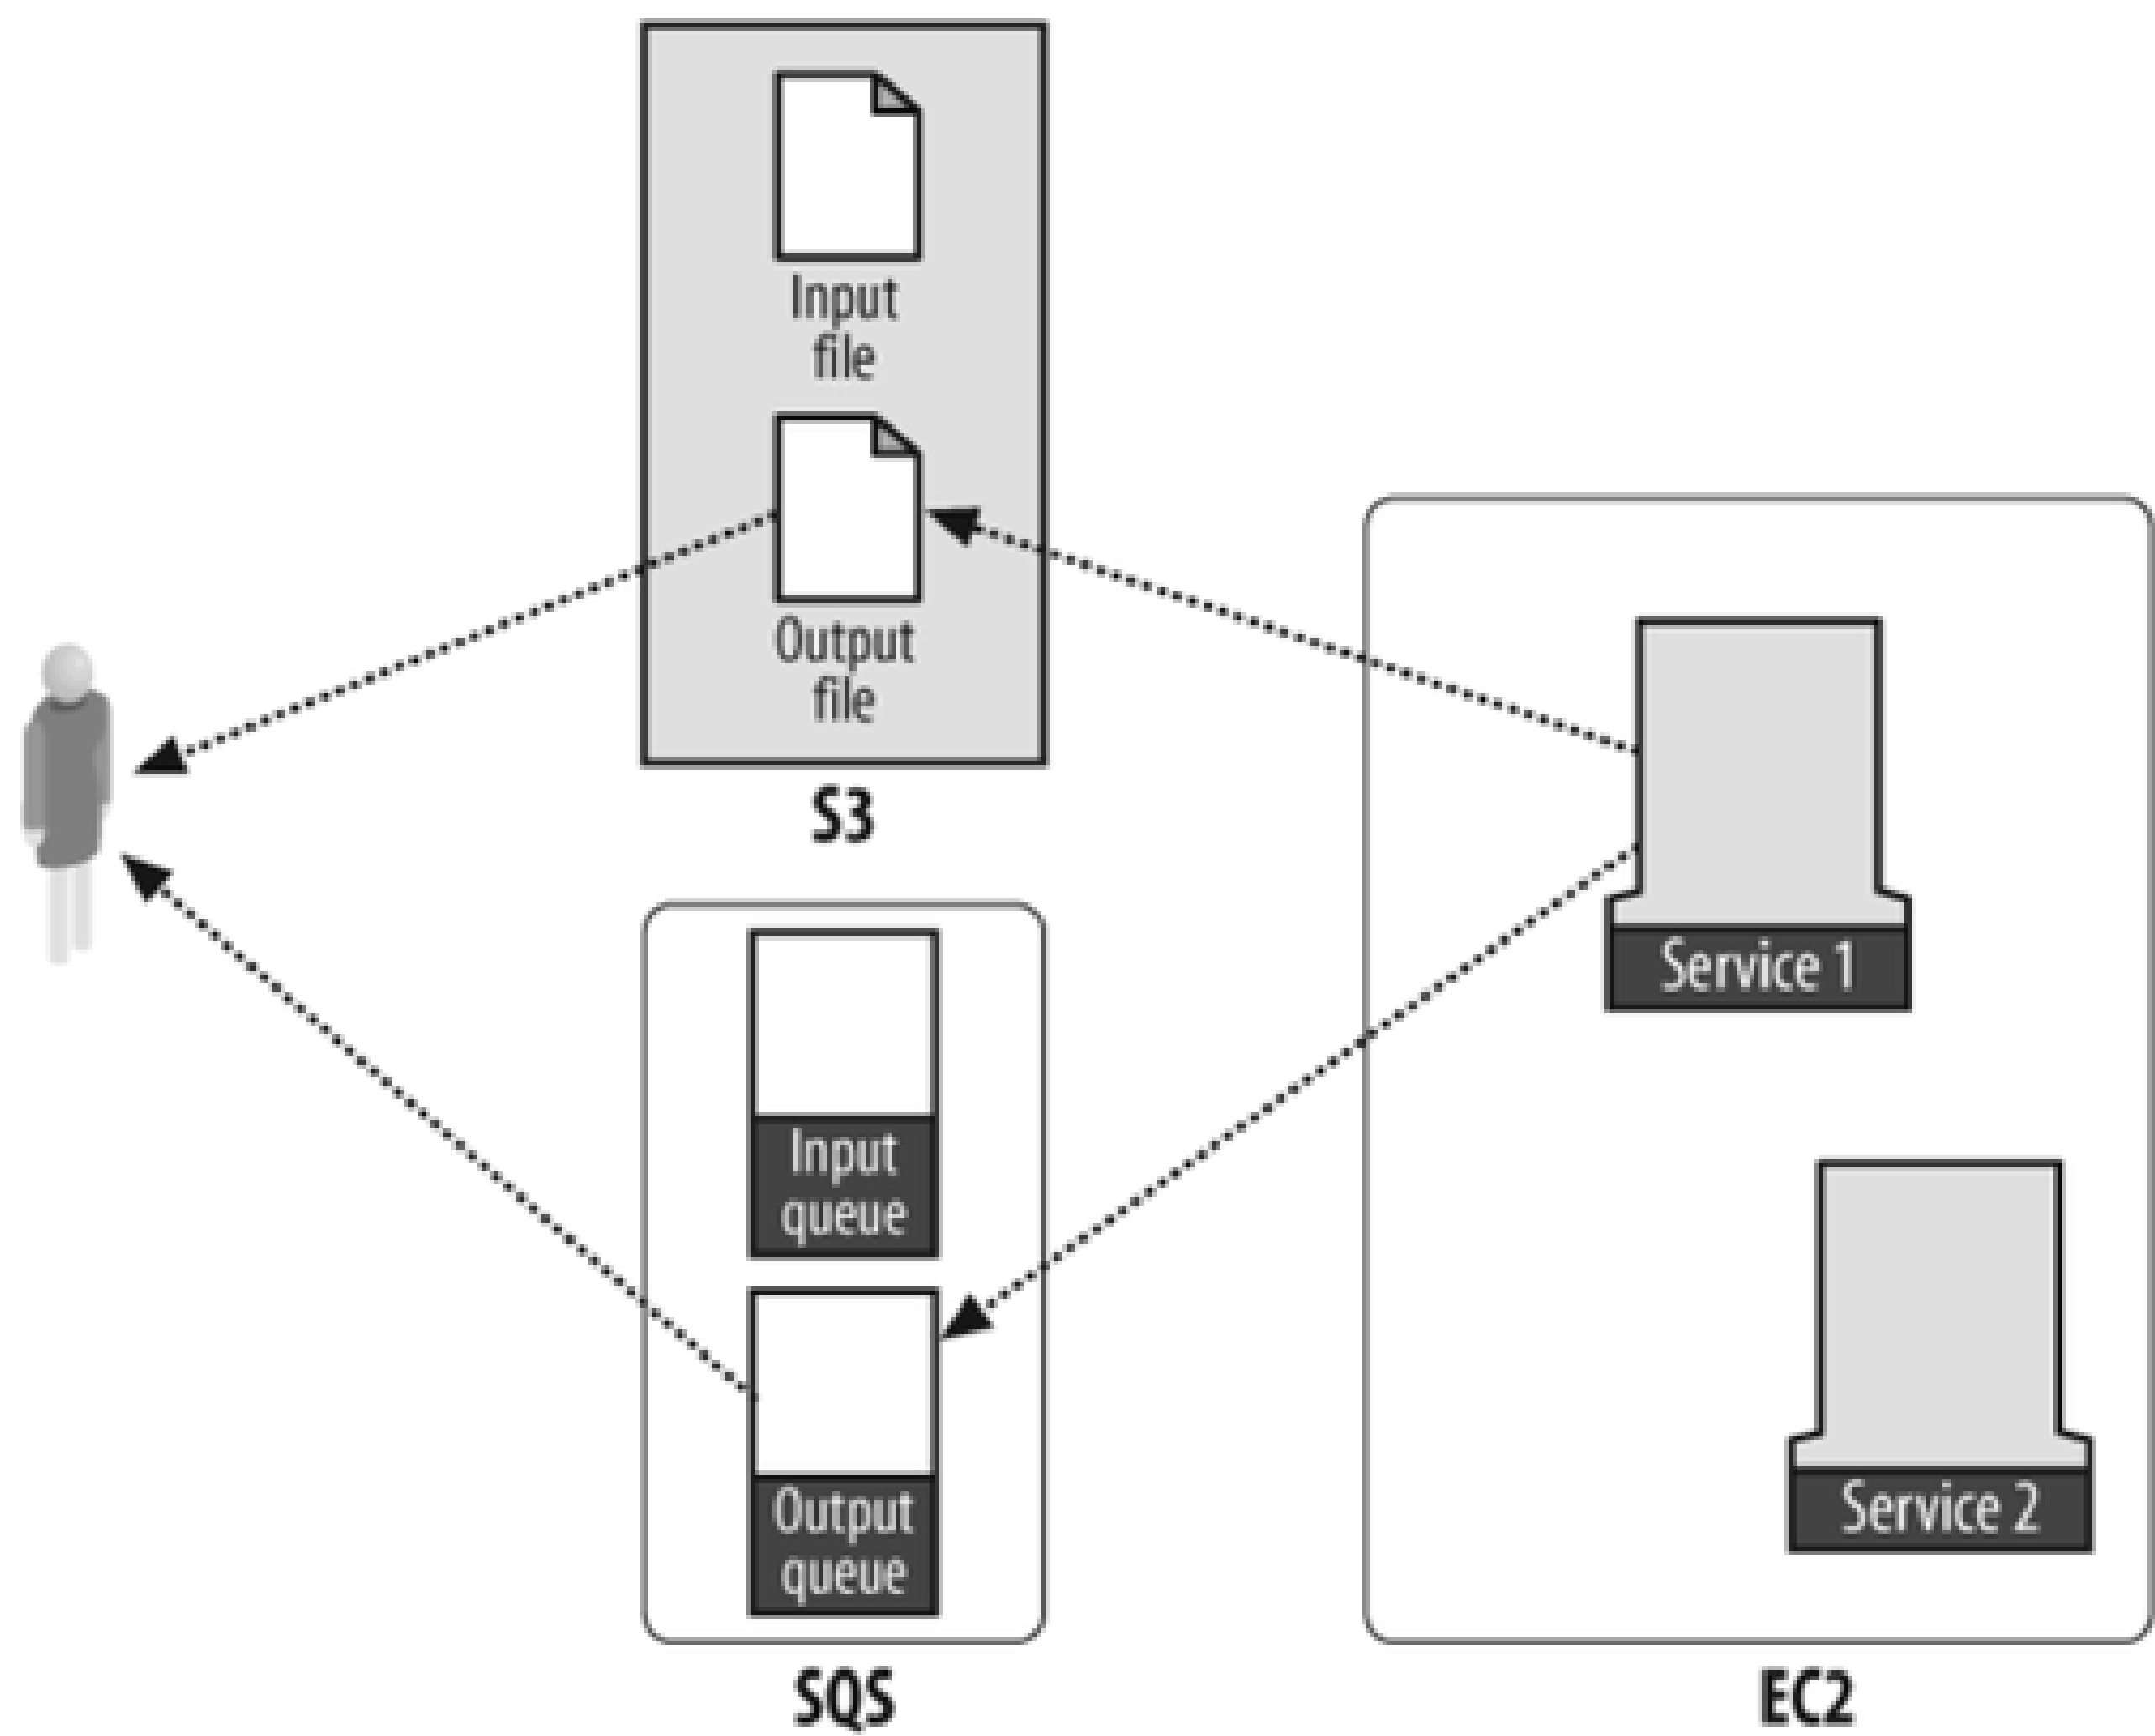 Input
file
Output
file
S3
Input
queue
Output
queue
SQS
Service 1
Service 2
EC2